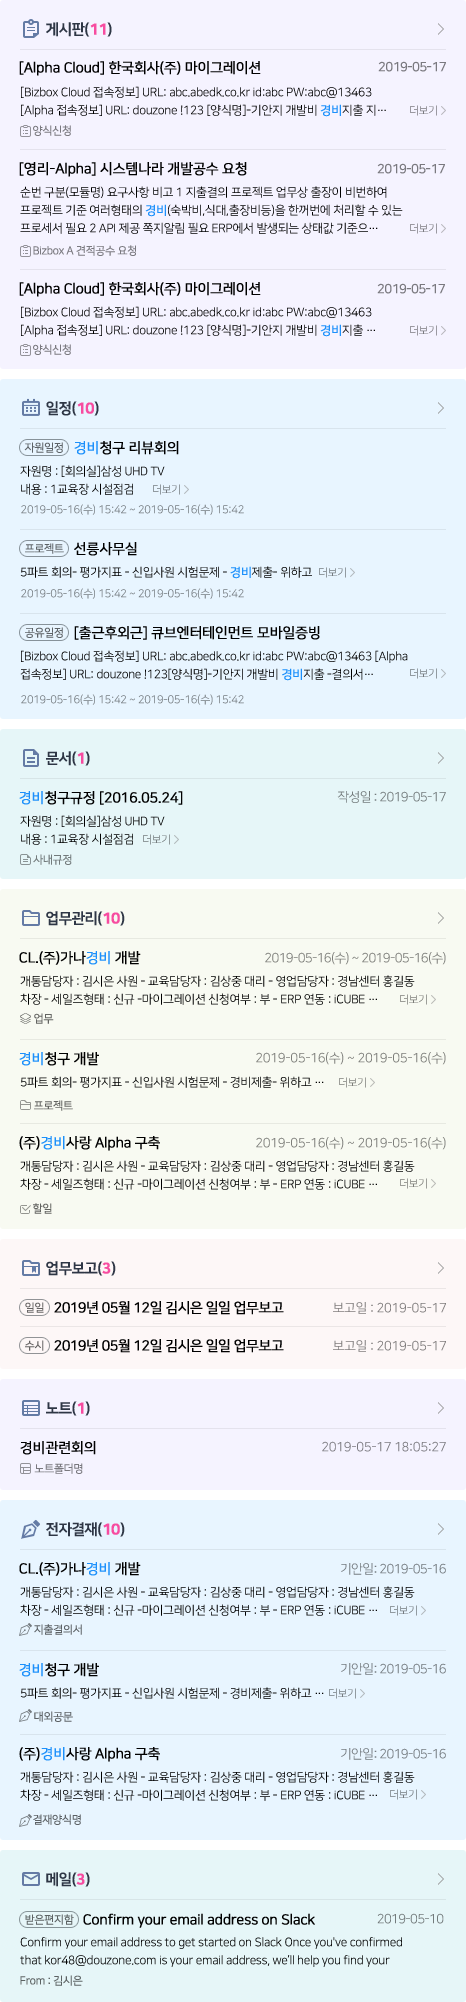 게시판(11)
[Alpha Cloud] 한국회사(주) 마이그레이션 2019-05-17
[Bizbox Cloud 접속정보] URL: abc,abedk,co,kr id:abc PW:abc@13463
[Alpha 접속정보] URL: douzone !123 [양식명]-기안지 개발비 경비지출 지··· 더보기
양식신청
[영리-Alpha] 시스템나라 개발공수 요청 2019-05-17
순번 구분(모듈명) 요구사항 비고 1 지출결의 프로젝트 업무상 출장이 비번하여
프로젝트 기준 여러형태의 경비(숙박비,식대,출장비등)을 한꺼번에 처리할 수 있는
프로세서 필요 2 API 제공 쪽지알림 필요 ERP에서 발생되는 상태값 기준으··· 더보기
Bizbox A 견적공수 요청
[Alpha Cloud] 한국회사(주) 마이그레이션 2019-05-17
[Bizbox Cloud 접속정보] URL: abc,abedk,co,kr id:abc PW:abc@13463
[Alpha 접속정보] URL: douzone !123 [양식명]-기안지 개발비 경비지출 ··· 더보기
양식신청
일정(10)
자원일정 경비청구 리뷰회의
자원명 : [회의실]삼성 UHD TV
내용 : 1교육장 시설점검 더보기
2019-05-16(수) 15:42 ~ 2019-05-16(수) 15:42
프로젝트 선릉사무실
5파트 회의- 평가지표 - 신입사원 시험문제 - 경비제출- 위하고 더보기
2019-05-16(수) 15:42 ~ 2019-05-16(수) 15:42
공유일정 [출근후외근] 큐브엔터테인먼트 모바일증빙
[Bizbox Cloud 접속정보] URL: abc,abedk,co,kr id:abc PW:abc@13463 [Alpha
접속정보] URL: douzone !123[양식명]-기안지 개발비 경비지출 -결의서··· 더보기
2019-05-16(수) 15:42 ~ 2019-05-16(수) 15:42
문서(1)
경비청구규정 [2016.05.24] 작성일 : 2019-05-17
자원명 : [회의실]삼성 UHD TV
내용 : 1교육장 시설점검 더보기
사내규정
업무관리(10)
CL.(주)가나경비 개발 2019-05-16(수) ~ 2019-05-16(수)
개통담당자 : 김시은 사원 - 교육담당자 : 김상중 대리 - 영업담당자 : 경남센터 홍길동
차장 - 세일즈형태 : 신규 -마이그레이션 신청여부 : 부 - ERP 연동 : iCUBE ··· 더보기
업무
경비청구 개발 2019-05-16(수) ~ 2019-05-16(수)
5파트 회의- 평가지표 - 신입사원 시험문제 - 경비제출- 위하고 ··· 더보기
프로젝트
(주)경비사랑 Alpha 구축 2019-05-16(수) ~ 2019-05-16(수)
개통담당자 : 김시은 사원 - 교육담당자 : 김상중 대리 - 영업담당자 : 경남센터 홍길동
차장 - 세일즈형태 : 신규 -마이그레이션 신청여부 : 부 - ERP 연동 : iCUBE ··· 더보기
할일
업무보고(3)
일일 2019년 05월 12일 김시은 일일 업무보고 보고일 : 2019-05-17
수시 2019년 05월 12일 김시은 일일 업무보고 보고일 : 2019-05-17
노트(1)
경비관련회의 2019-05-17 18:05:27
노트폴더명
전자결재(10)
CL.(주)가나경비 개발 기안일: 2019-05-16
개통담당자 : 김시은 사원 - 교육담당자 : 김상중 대리 - 영업담당자 : 경남센터 홍길동
차장 - 세일즈형태 : 신규 -마이그레이션 신청여부 : 부 - ERP 연동 : iCUBE ··· 더보기
지출결의서
경비청구 개발 기안일: 2019-05-16
5파트 회의- 평가지표 - 신입사원 시험문제 - 경비제출- 위하고 ··· 더보기
대외공문
(주)경비사랑 Alpha 구축 기안일: 2019-05-16
개통담당자 : 김시은 사원 - 교육담당자 : 김상중 대리 - 영업담당자 : 경남센터 홍길동
차장 - 세일즈형태 : 신규 -마이그레이션 신청여부 : 부 - ERP 연동 : iCUBE ··· 더보기
결재양식명
메일(3)
받은편지함 Confirm your email address on Slack 2019-05-10
Confirm your email address to get started on Slack Once you've confirmed
that kor48@douzone,com is your email address, we'll help you find your
From : 김시은